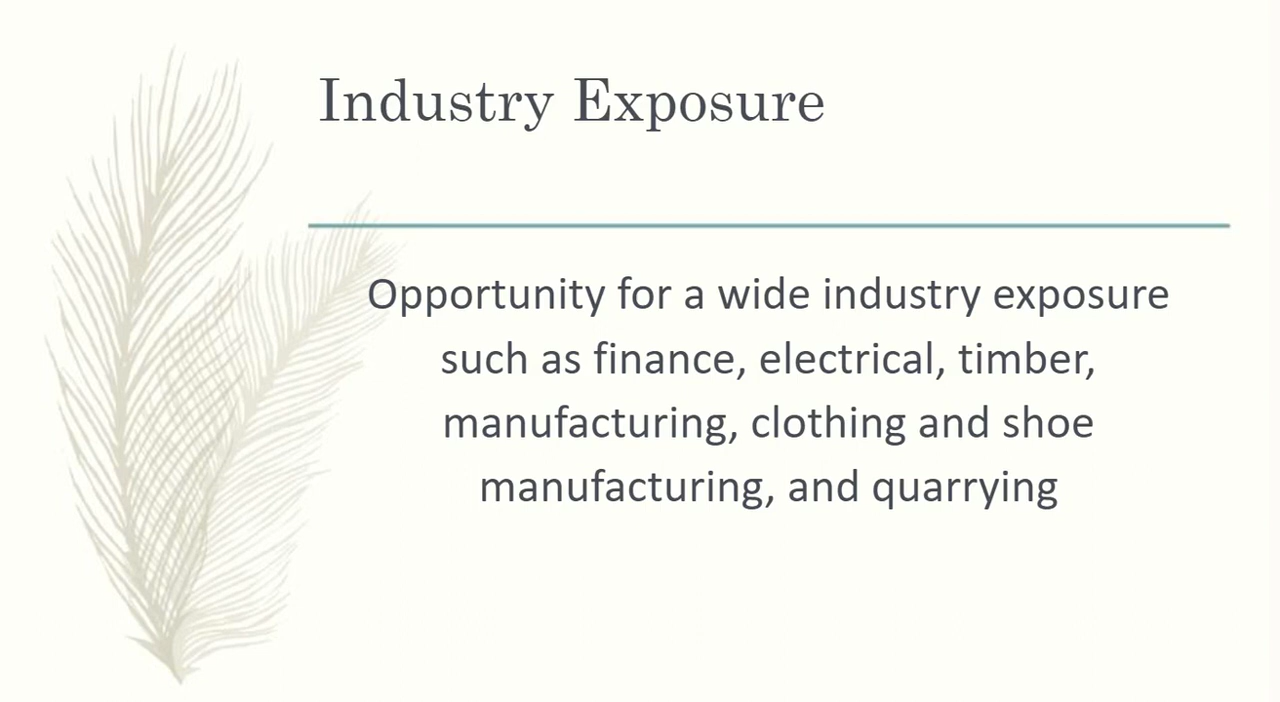 Industry Exposure
Opportunity for a wide industry exposure
such as finance, electrical, timber,
manufacturing, clothing and shoe
manufacturing, and quarrying